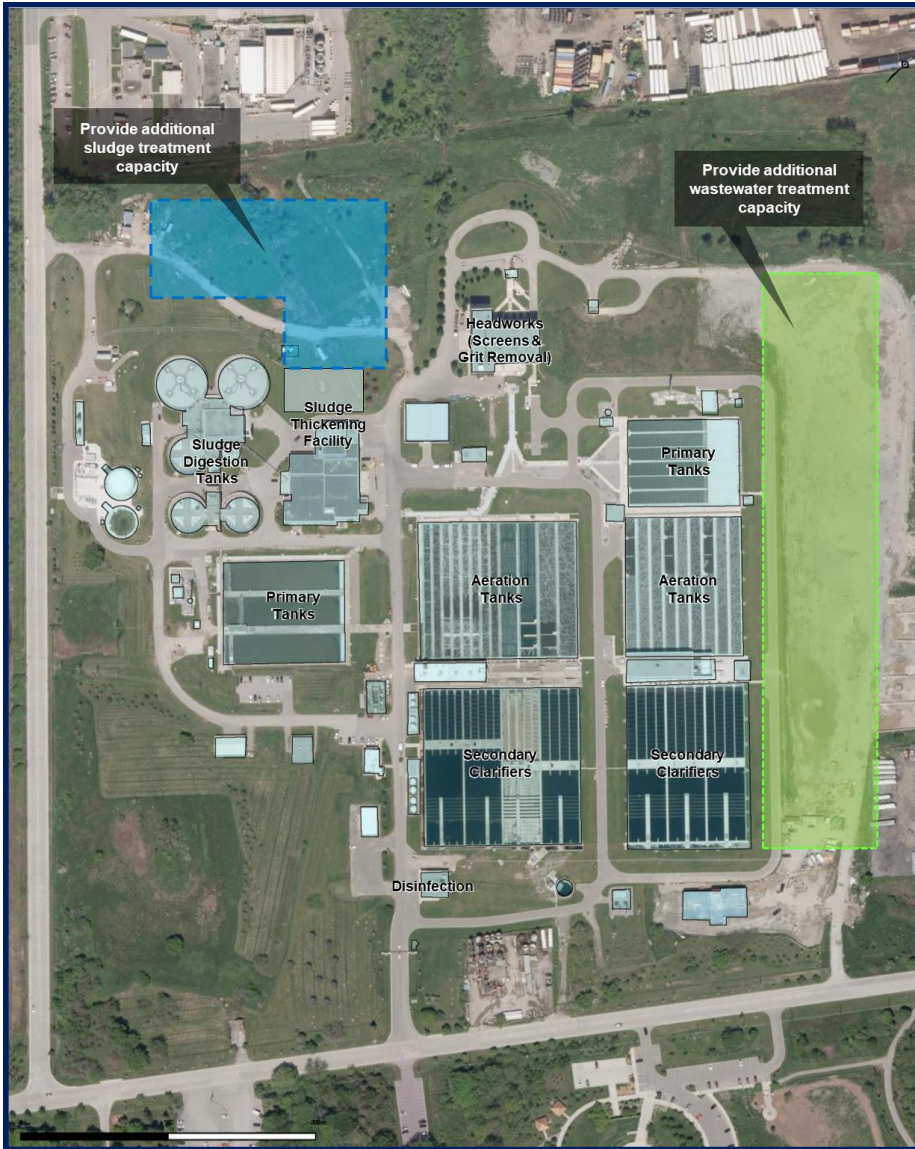 Provide additional
sludge treatment
capacity
Provide additional
wastewater treatment
capacity
Headworks
(Screens &
Grit Removal)
Sludge
Thickening
Facility
Sludge
Digestion
Tanks
Primary
Tanks
Primary
Tanks
Aeration
Tanks
Aeration
Tanks
Secondary
Clarifiers
Secondary
Clarifiers
Disinfection